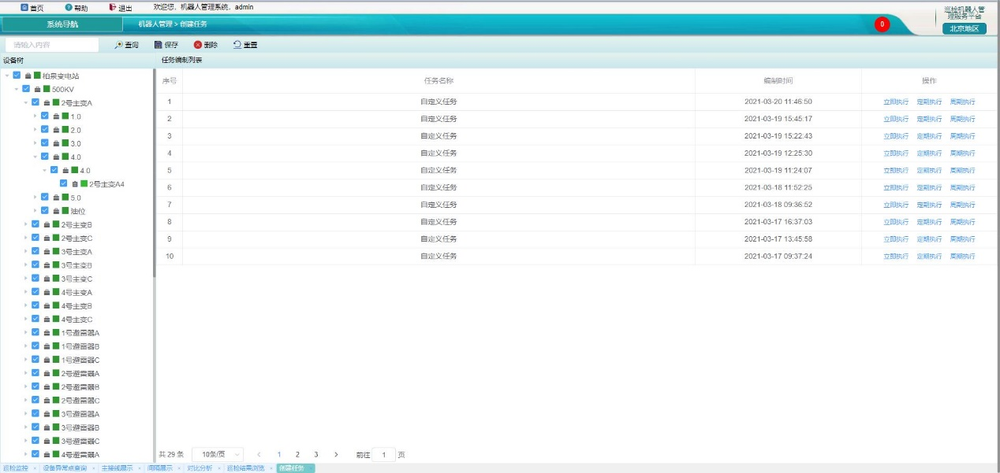 首页 帮助 退出 欢迎您，机器人管理系统，admin
系统导航 机器人管理 > 创建任务 0 巡检机器人管
理服务平台
北京地区
请输入内容 查询 保存 删除 重置
设备树 任务编制列表
柏泉变电站
500KV
2号主变A
1.0
2.0
3.0
4.0
4.0
2号主变A4
5.0
油位
2号主变B
2号主变C
3号主变A
3号主变B
3号主变C
4号主变A
4号主变B
4号主变C
1号避雷器A
1号避雷器B
1号避雷器C
2号避雷器A
2号避雷器B
2号避雷器C
3号避雷器A
3号避雷器B
3号避雷器C
4号避雷器A
序号 任务名称 编制时间 操作
1 自定义任务 2021-03-20 11:46:50 立即执行 定期执行 周期执行
2 自定义任务 2021-03-19 15:45:17 立即执行 定期执行 周期执行
3 自定义任务 2021-03-19 15:22:43 立即执行 定期执行 周期执行
4 自定义任务 2021-03-19 12:25:30 立即执行 定期执行 周期执行
5 自定义任务 2021-03-19 11:24:07 立即执行 定期执行 周期执行
6 自定义任务 2021-03-18 11:52:25 立即执行 定期执行 周期执行
7 自定义任务 2021-03-18 09:36:52 立即执行 定期执行 周期执行
8 自定义任务 2021-03-17 16:37:03 立即执行 定期执行 周期执行
9 自定义任务 2021-03-17 13:45:58 立即执行 定期执行 周期执行
10 自定义任务 2021-03-17 09:37:24 立即执行 定期执行 周期执行
共 29 条 10条/页 < 1 2 3 > 前往 1 页
巡检监控 × 设备异常点查询 × 主接线展示 × 间隔展示 × 对比分析 × 巡检结果浏览 × 创建任务 ×